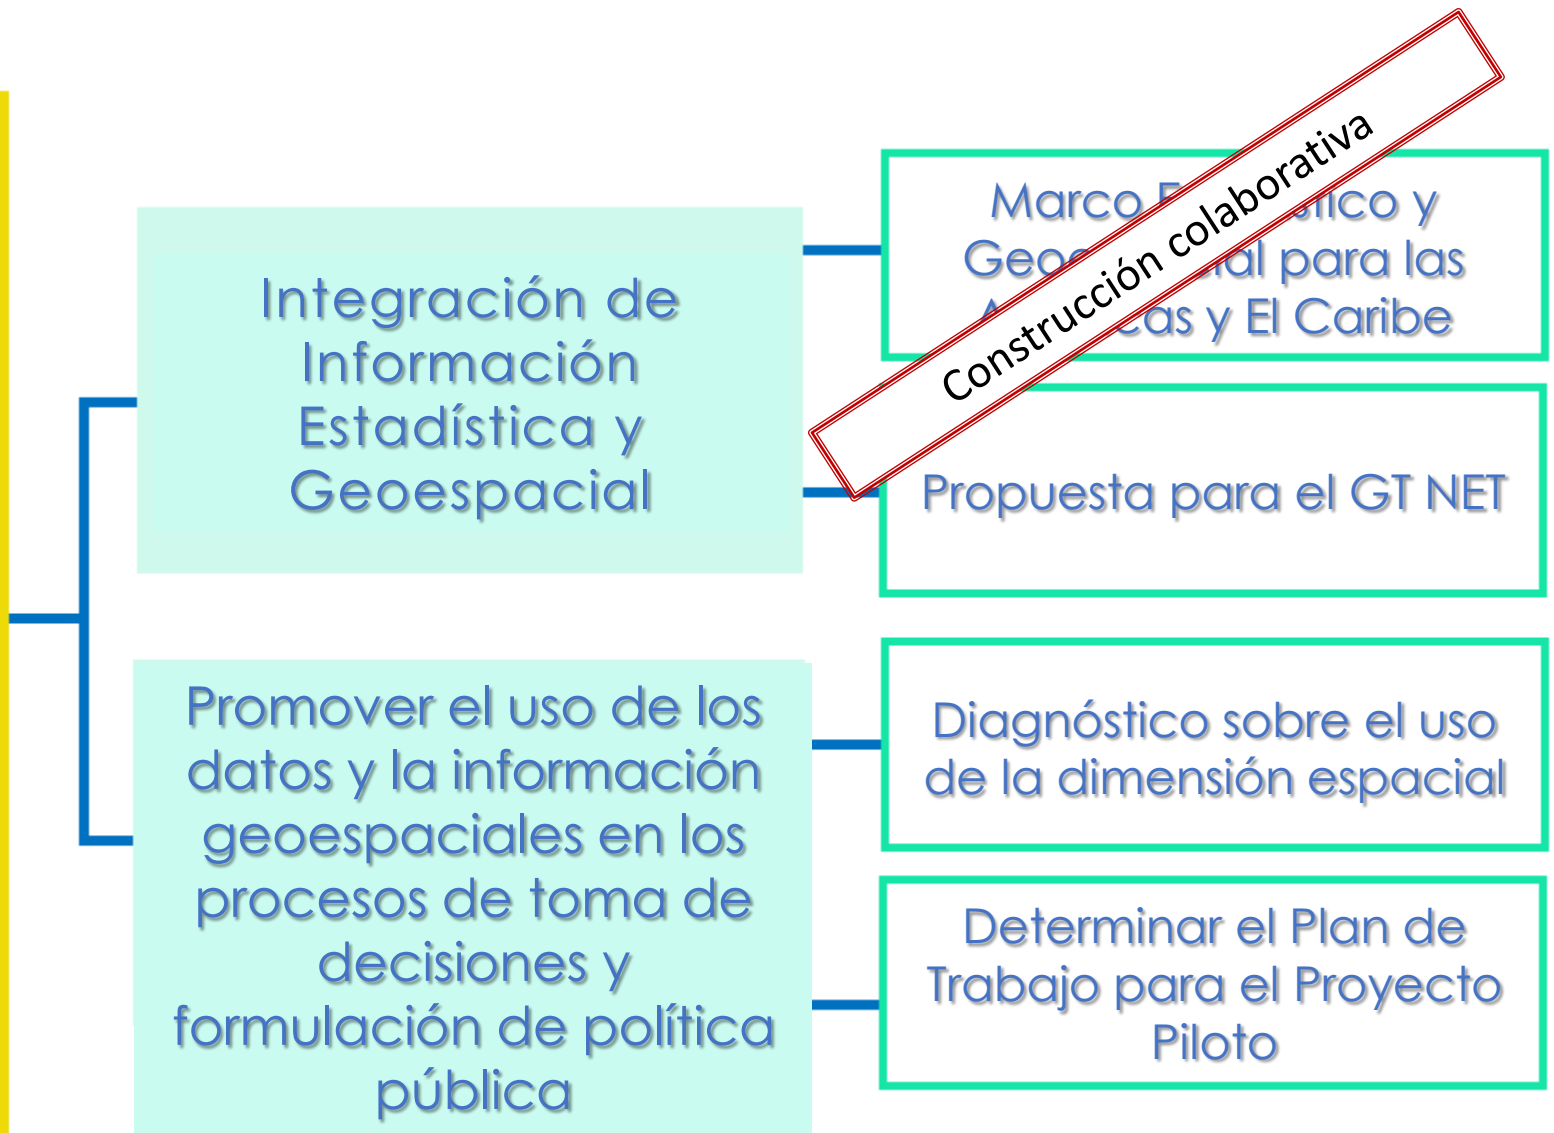 Integración de
Información
Estadística y
Geoespacial
Promover el uso de los
datos y la información
geoespaciales en los
procesos de toma de
decisiones y
formulación de política
pública
Construcción colaborativa
Marco y
para las
y El Caribe
Propuesta para el GT NET
Diagnóstico sobre el uso
de la dimensión espacial
Determinar el Plan de
Trabajo para el Proyecto
Piloto